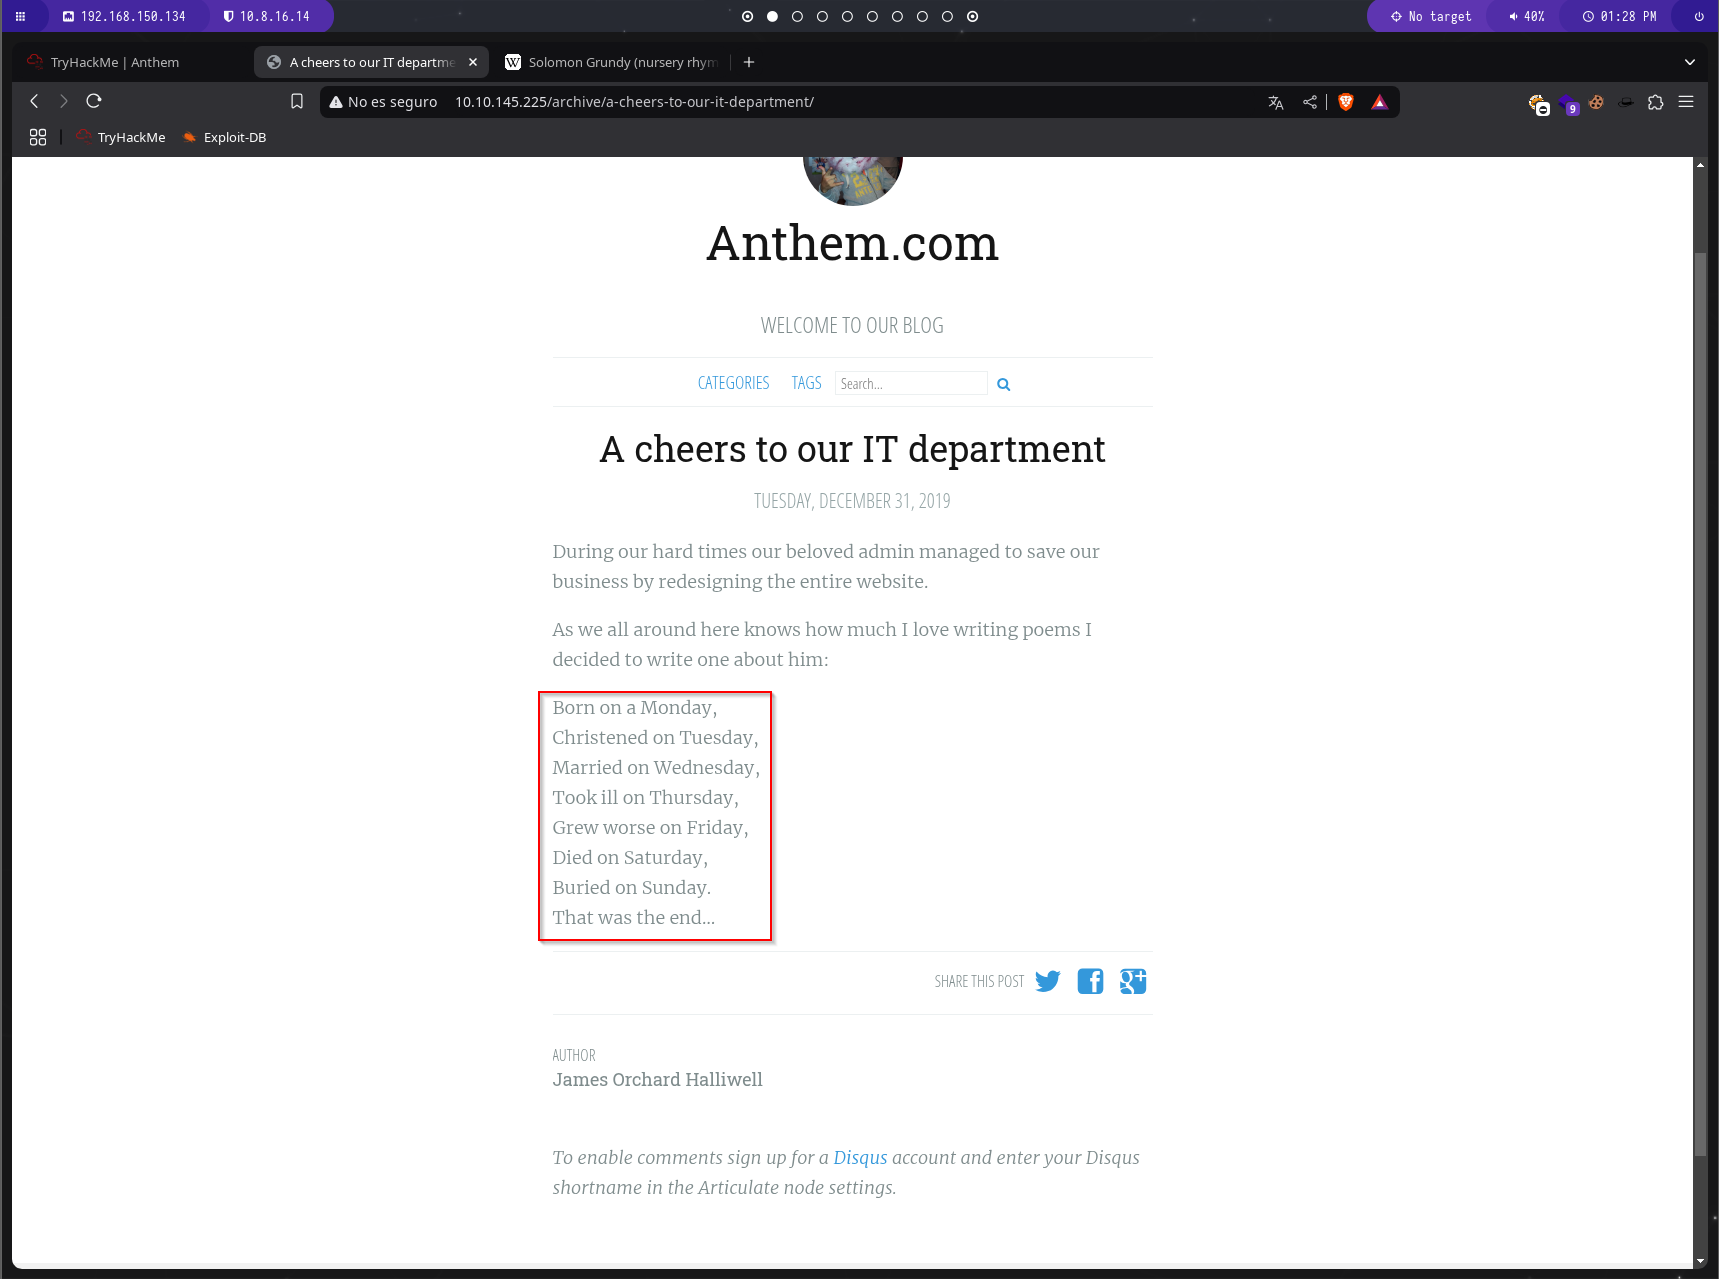 192.168.150.134
10.8.16.14
No target
40%
01:28 PM
TryHackMe | Anthem
A cheers to our IT departme
Solomon Grundy (nursery rhym
No es seguro
10.10.145.225/archive/a-cheers-to-our-it-department/
9
TryHackMe
Exploit-DB
Anthem.com
WELCOME TO OUR BLOG
CATEGORIES TAGS Search...
A cheers to our IT department
TUESDAY, DECEMBER 31, 2019
During our hard times our beloved admin managed to save our
business by redesigning the entire website.
As we all around here knows how much I love writing poems I
decided to write one about him:
Born on a Monday,
Christened on Tuesday,
Married on Wednesday,
Took ill on Thursday,
Grew worse on Friday,
Died on Saturday,
Buried on Sunday.
That was the end…
SHARE THIS POST
AUTHOR
James Orchard Halliwell
To enable comments sign up for a Disqus account and enter your Disqus
shortname in the Articulate node settings.